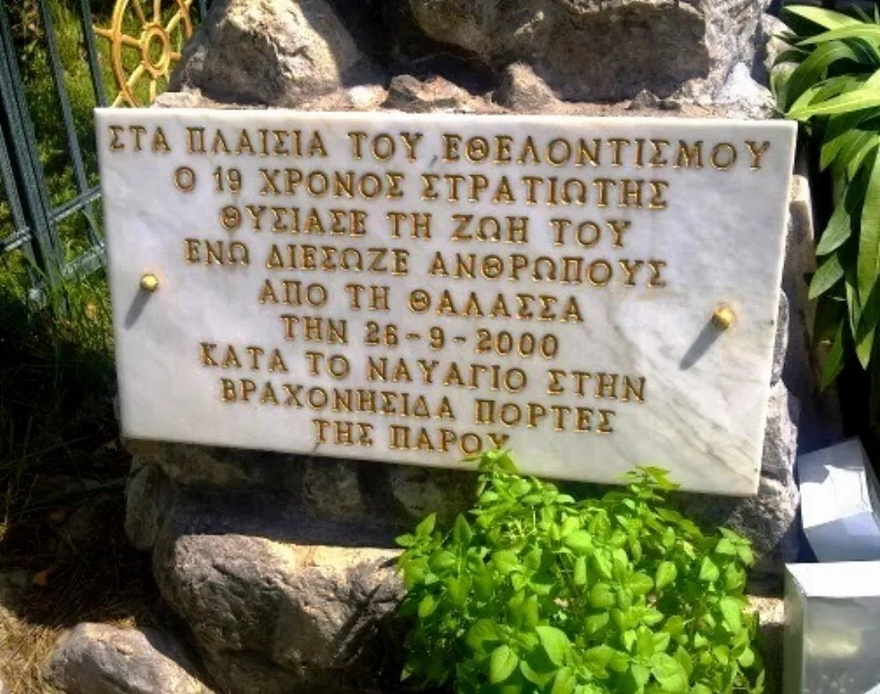 ΣΤΑ ΠΛΑΙΣΙΑ ΤΟΥ ΕΘΕΛΟΝΤΙΣΜΟΥ
Ο 19 ΧΡΟΝΟΣ ΣΤΡΑΤΙΩΤΗΣ
ΘΥΣΙΑΣΕ ΤΗ ΖΩΗ ΤΟΥ
ΕΝΩ ΔΙΕΣΩΖΕ ΑΝΘΡΩΠΟΥΣ
ΑΠΟ ΤΗ ΘΑΛΑΣΣΑ
ΤΗΝ 26-9-2000
ΚΑΤΑ ΤΟ ΝΑΥΑΓΙΟ ΣΤΗΝ
ΒΡΑΧΟΝΗΣΙΔΑ ΠΟΡΤΕΣ
ΤΗΣ ΠΑΡΟΥ